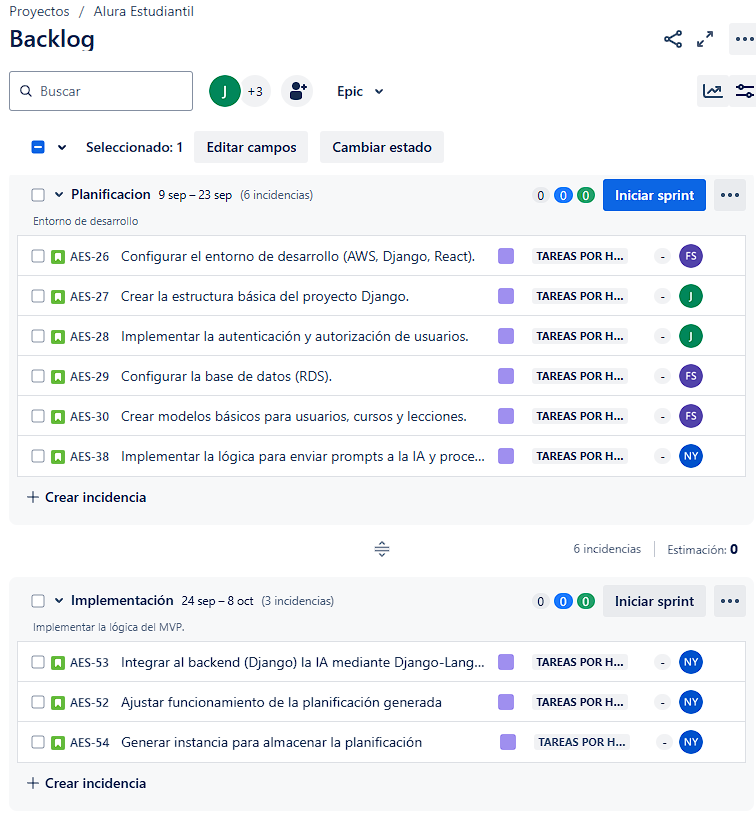 Proyectos / Alura Estudiantil
Backlog
Buscar J +3 Epic
Seleccionado: 1 Editar campos Cambiar estado
Planificacion 9 sep – 23 sep (6 incidencias) 0 0 0 Iniciar sprint
Entorno de desarrollo
AES-26 Configurar el entorno de desarrollo (AWS, Django, React). TAREAS POR H... - FS
AES-27 Crear la estructura básica del proyecto Django. TAREAS POR H... - J
AES-28 Implementar la autenticación y autorización de usuarios. TAREAS POR H... - J
AES-29 Configurar la base de datos (RDS). TAREAS POR H... - FS
AES-30 Crear modelos básicos para usuarios, cursos y lecciones. TAREAS POR H... - FS
AES-38 Implementar la lógica para enviar prompts a la IA y proce... TAREAS POR H... - NY
+ Crear incidencia
6 incidencias Estimación: 0
Implementación 24 sep – 8 oct (3 incidencias) 0 0 0 Iniciar sprint
Implementar la lógica del MVP.
AES-53 Integrar al backend (Django) la IA mediante Django-Lang... TAREAS POR H... - NY
AES-52 Ajustar funcionamiento de la planificación generada TAREAS POR H... - NY
AES-54 Generar instancia para almacenar la planificación TAREAS POR H... - NY
+ Crear incidencia